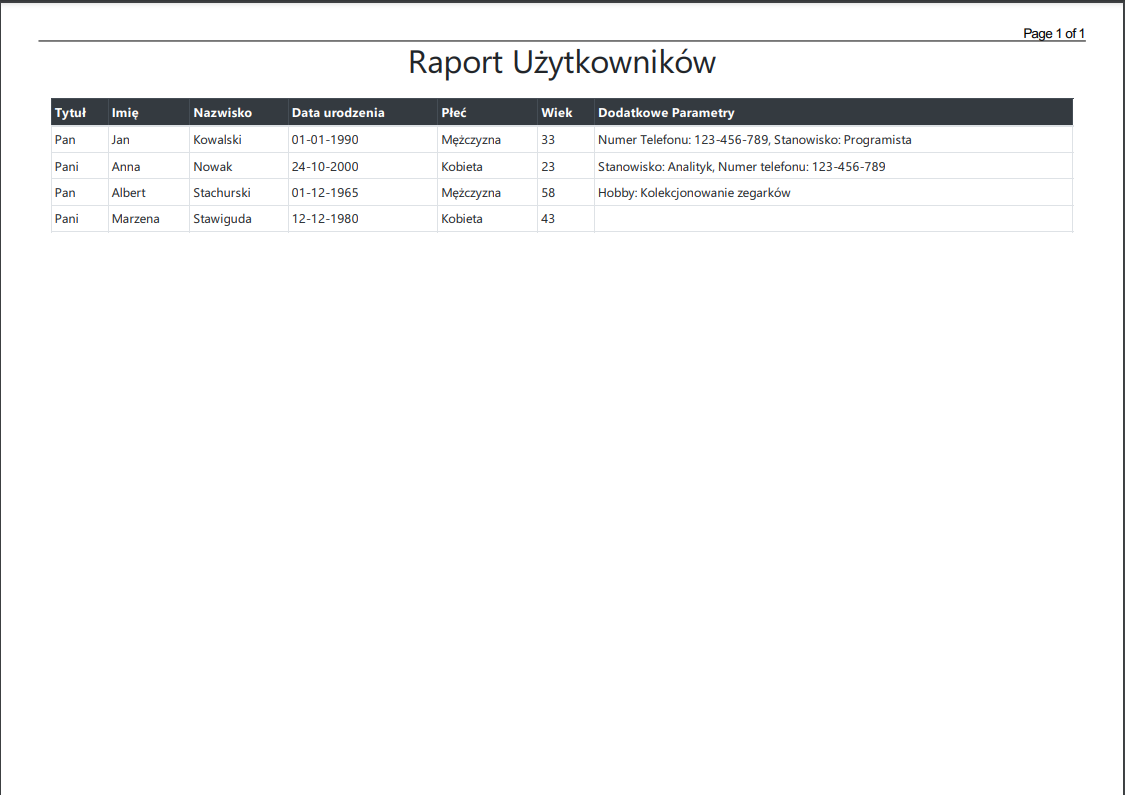 Page 1 of 1
Raport Użytkowników
Tytuł Imię Nazwisko Data urodzenia Płeć Wiek Dodatkowe Parametry
Pan Jan Kowalski 01-01-1990 Mężczyzna 33 Numer Telefonu: 123-456-789, Stanowisko: Programista
Pani Anna Nowak 24-10-2000 Kobieta 23 Stanowisko: Analityk, Numer telefonu: 123-456-789
Pan Albert Stachurski 01-12-1965 Mężczyzna 58 Hobby: Kolekcjonowanie zegarków
Pani Marzena Stawiguda 12-12-1980 Kobieta 43